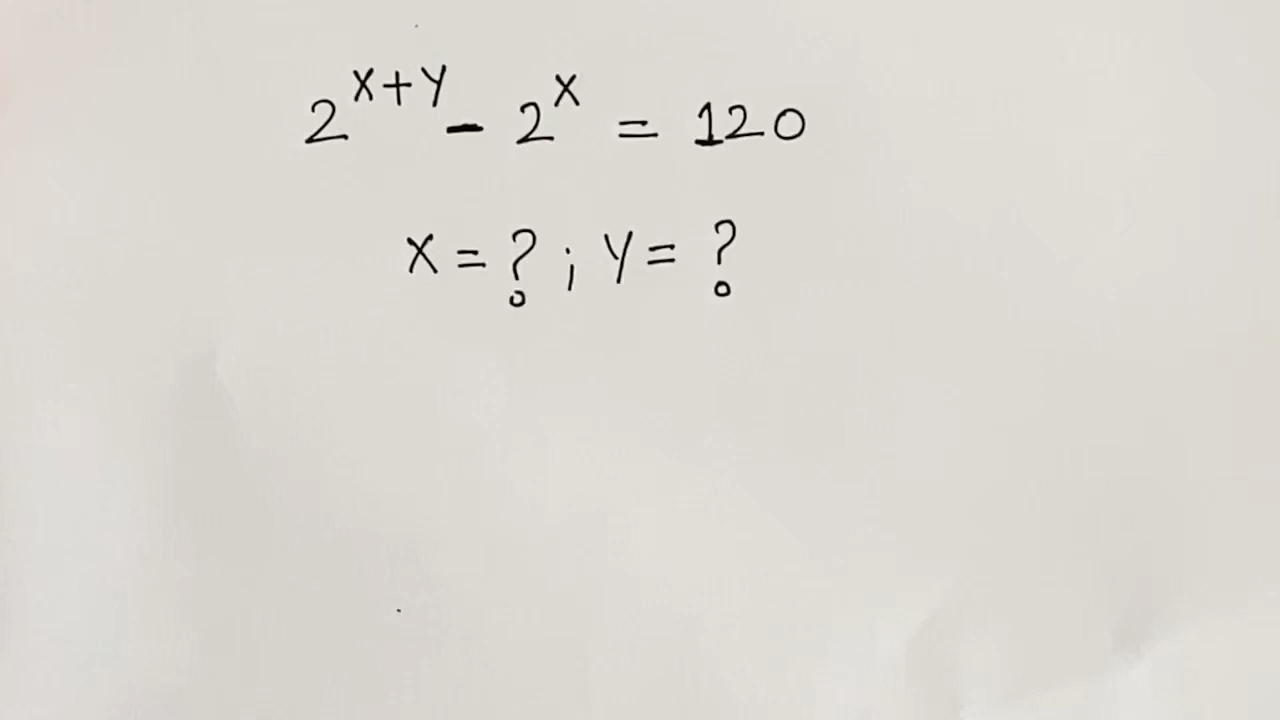 2^{x+y} - 2^x = 120
x = ? ; y = ?